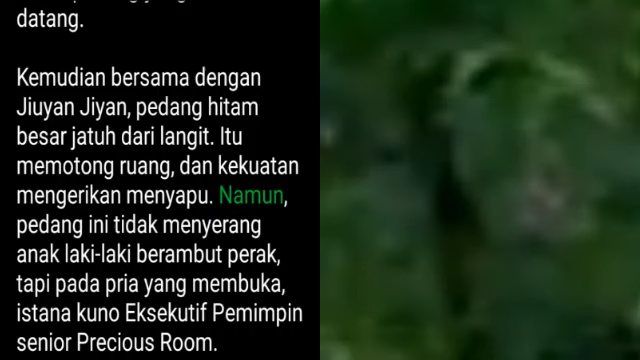 datang.
Kemudian bersama dengan
Jiuyan Jiyan, pedang hitam
besar jatuh dari langit. Itu
memotong ruang, dan kekuatan
mengerikan menyapu. Namun,
pedang ini tidak menyerang
anak laki-laki berambut perak,
tapi pada pria yang membuka,
istana kuno Eksekutif Pemimpin
senior Precious Room.